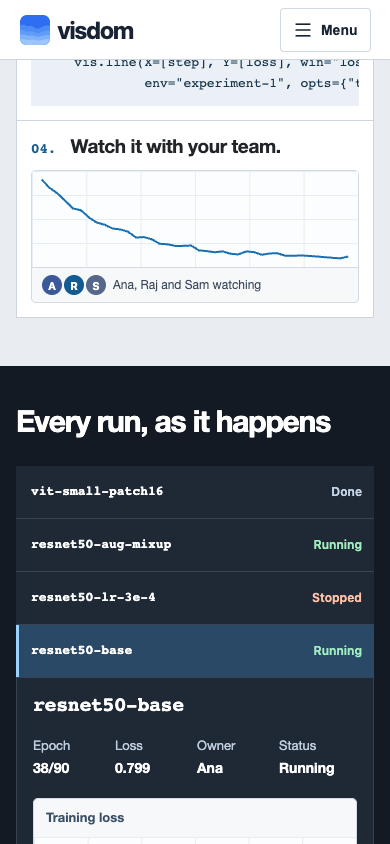 visdom
Menu
vis.line(X=[step], Y=[loss], win="los
env="experiment-1", opts={"t
04. Watch it with your team.
A R S Ana, Raj and Sam watching
Every run, as it happens
vit-small-patch16 Done
resnet50-aug-mixup Running
resnet50-lr-3e-4 Stopped
resnet50-base Running
resnet50-base
Epoch Loss Owner Status
38/90 0.799 Ana Running
Training loss